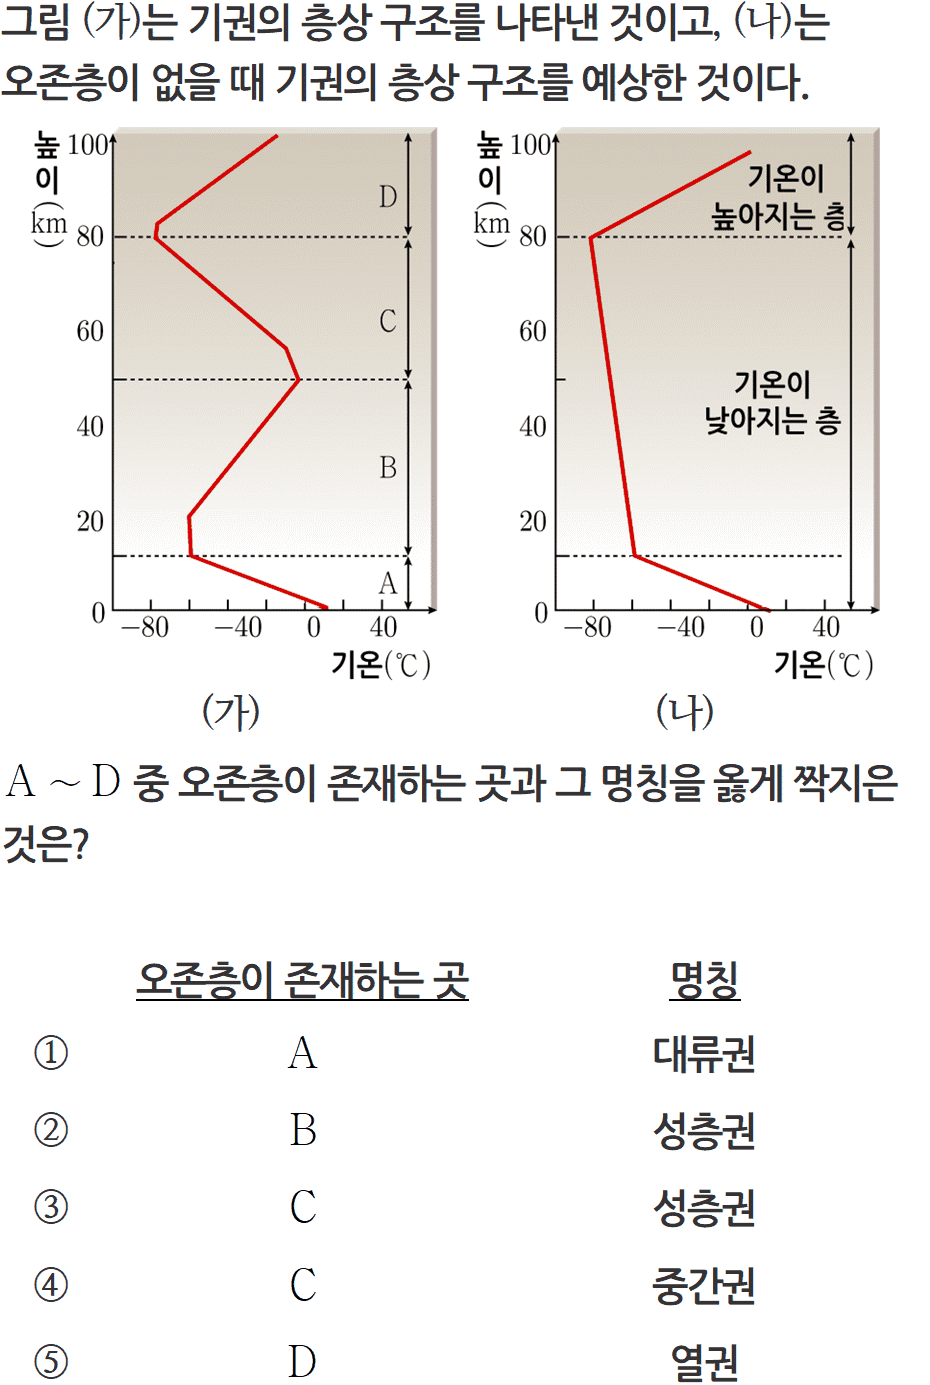 그림 (가)는 기권의 층상 구조를 나타낸 것이고, (나)는
오존층이 없을 때 기권의 층상 구조를 예상한 것이다.
높이(km)
100
80
60
40
20
0
D
C
B
A
−80 −40 0 40
기온(℃)
(가)
높이(km)
100
80
60
40
20
0
기온이
높아지는 층
기온이
낮아지는 층
−80 −40 0 40
기온(℃)
(나)
A ~ D 중 오존층이 존재하는 곳과 그 명칭을 옳게 짝지은
것은?
오존층이 존재하는 곳 명칭
① A 대류권
② B 성층권
③ C 성층권
④ C 중간권
⑤ D 열권